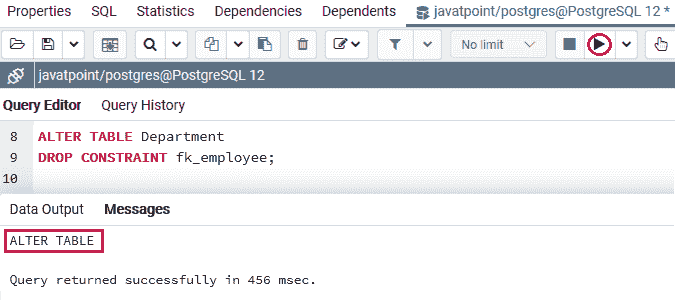 Properties SQL Statistics Dependencies Dependents javatpoint/postgres@PostgreSQL 12 *
No limit
javatpoint/postgres@PostgreSQL 12
Query Editor Query History
8 ALTER TABLE Department
9 DROP CONSTRAINT fk_employee;
10
Data Output Messages
ALTER TABLE
Query returned successfully in 456 msec.